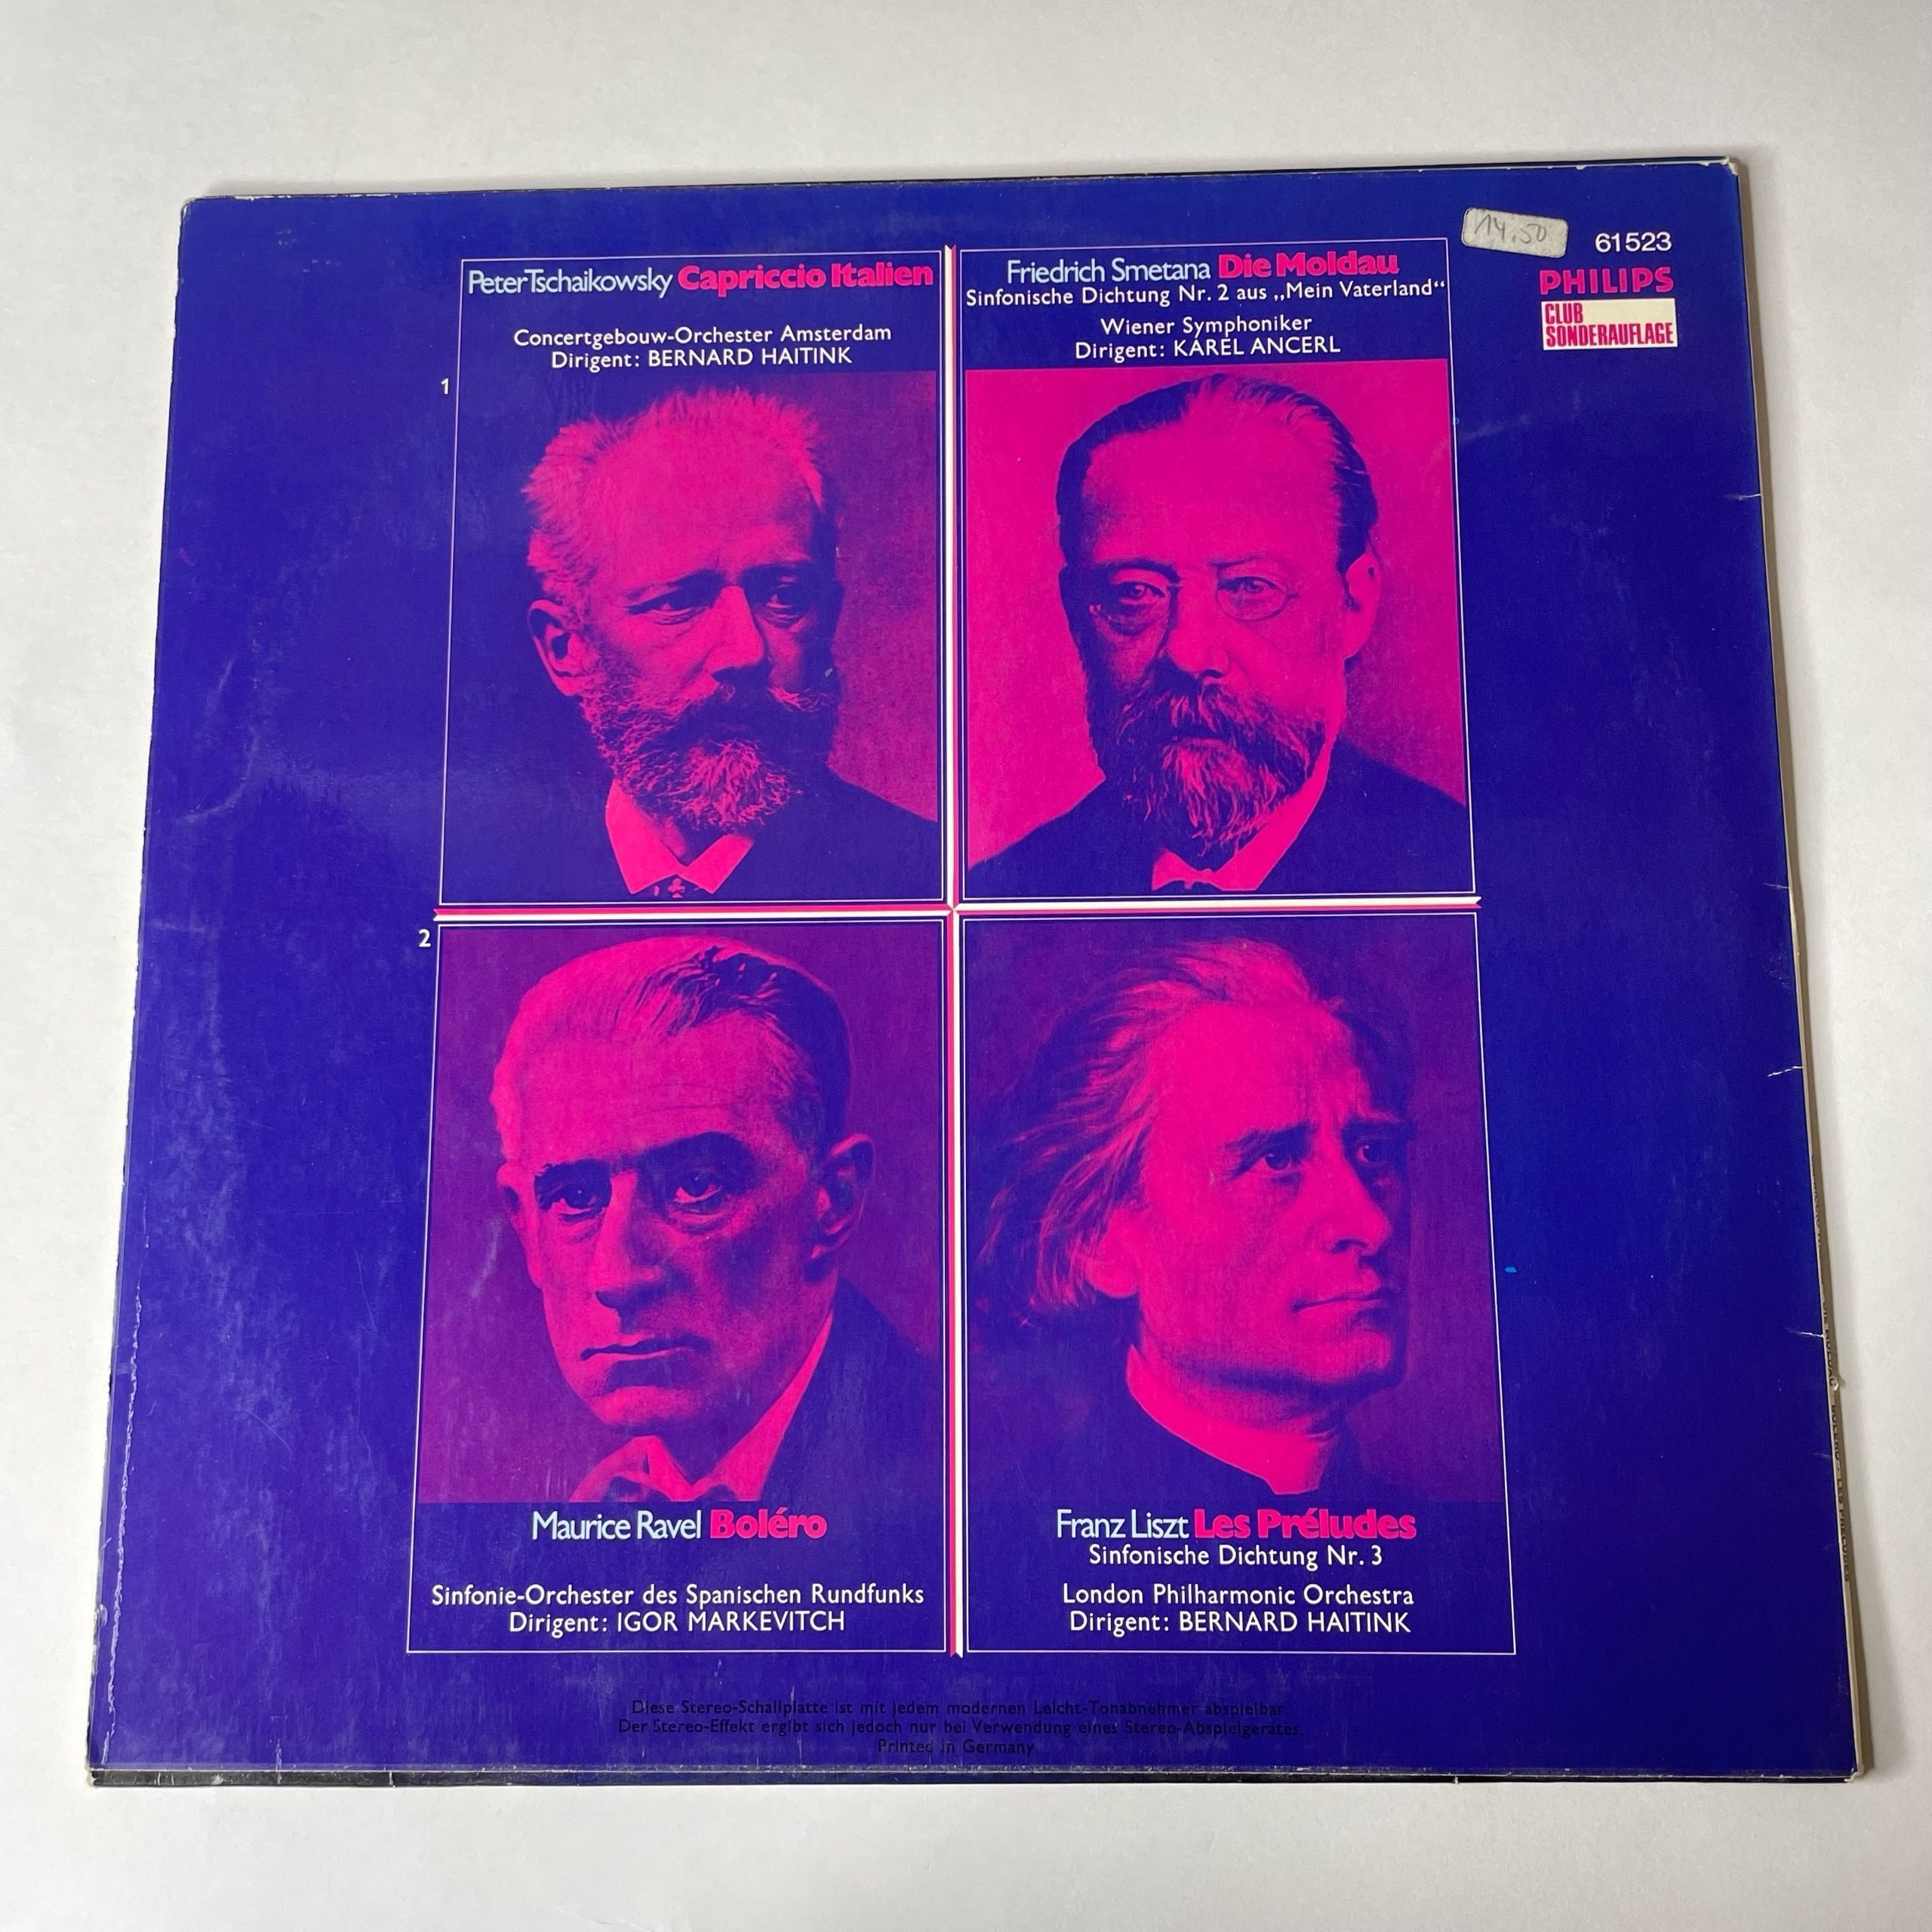 14.50
61523
PHILIPS
CLUB
SONDERAUFLAGE
Peter Tschaikowsky Capriccio Italien
Concertgebouw-Orchester Amsterdam
Dirigent: BERNARD HAITINK
1
Friedrich Smetana Die Moldau
Sinfonische Dichtung Nr. 2 aus „Mein Vaterland“
Wiener Symphoniker
Dirigent: KAREL ANCERL
2
Maurice Ravel Boléro
Sinfonie-Orchester des Spanischen Rundfunks
Dirigent: IGOR MARKEVITCH
Franz Liszt Les Préludes
Sinfonische Dichtung Nr. 3
London Philharmonic Orchestra
Dirigent: BERNARD HAITINK
Diese Stereo-Schallplatte ist mit jedem modernen Leicht-Tonabnehmer abspielbar.
Der Stereo-Effekt ergibt sich jedoch nur bei Verwendung eines Stereo-Abspielgerätes.
Printed in Germany